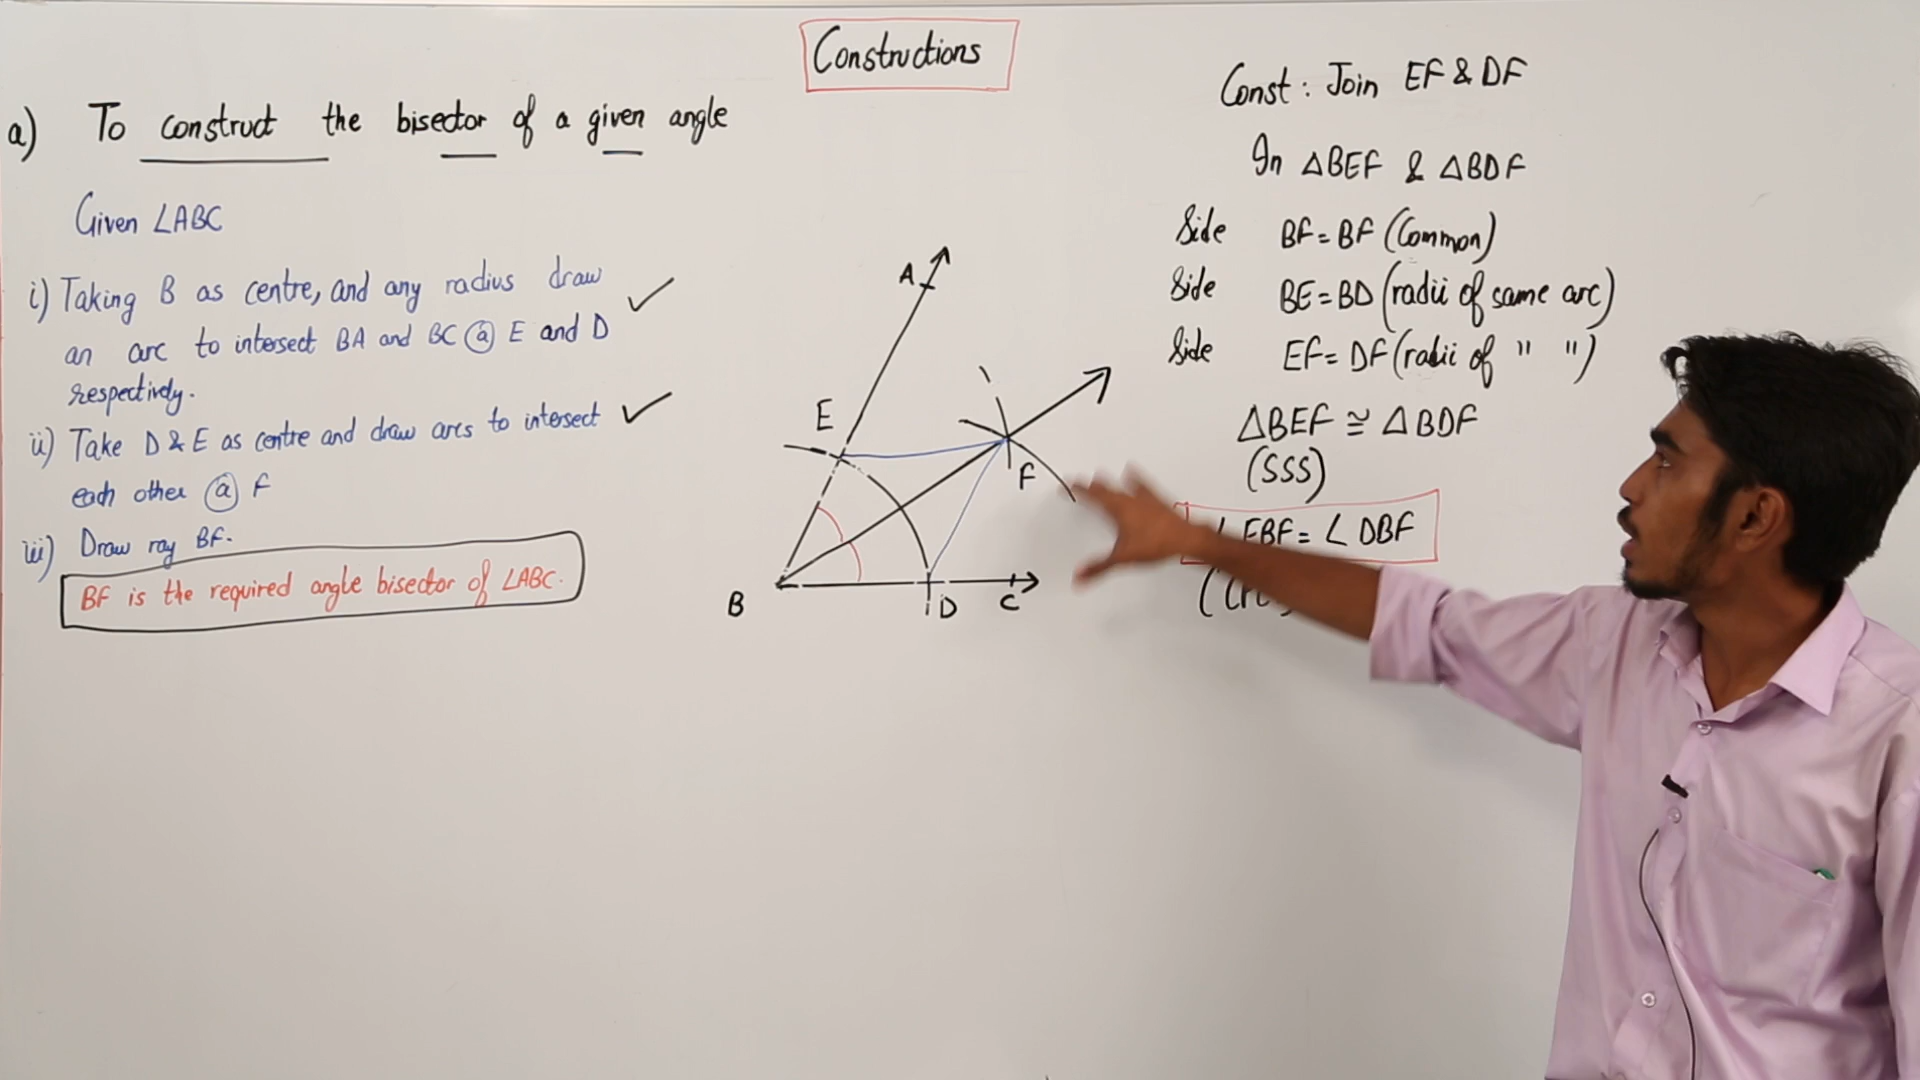 Constructions
a) To construct the bisector of a given angle
Given ∠ABC
i) Taking B as centre, and any radius draw
an arc to intersect BA and BC @ E and D
respectively.
ii) Take D & E as centre and draw arcs to intersect
each other @ F
iii) Draw ray BF.
BF is the required angle bisector of ∠ABC.
A
E
F
B
D
C
Const: Join EF & DF
In △BEF & △BDF
Side BF = BF (Common)
Side BE = BD (radii of same arc)
Side EF = DF (radii of " ")
△BEF ≅ △BDF
(SSS)
EBF = ∠DBF